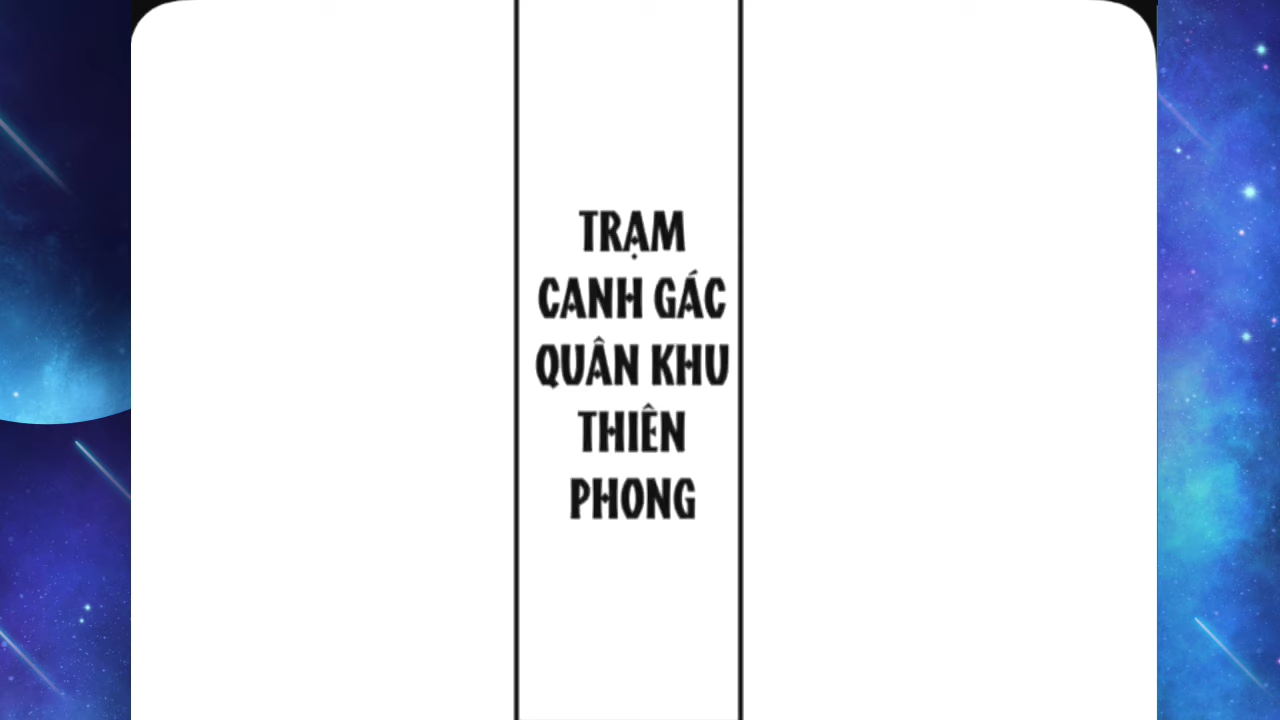 TRẠM
CANH GÁC
QUÂN KHU
THIÊN
PHONG